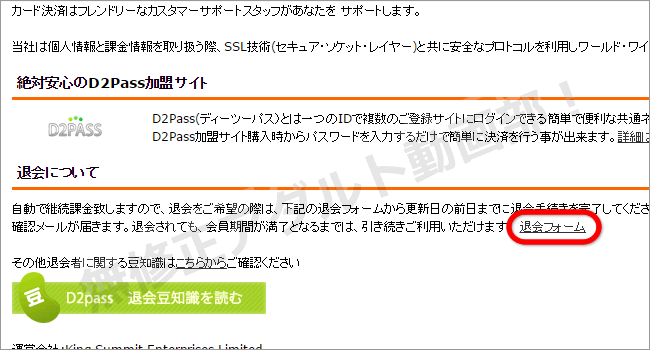 カード決済はフレンドリーなカスタマーサポートスタッフがあなたを サポートします。
当社は個人情報と課金情報を取り扱う際、SSL技術(セキュア・ソケット・レイヤー)と共に安全なプロトコルを利用しワールド・ワイ
絶対安心のD2Pass加盟サイト
D2PASS
D2Pass(ディーツーパス)とは一つのIDで複数のご登録サイトにログインできる簡単で便利な共通ネ
D2Pass加盟サイト購入時からパスワードを入力するだけで簡単に決済を行う事が出来ます。詳細
退会について
自動で継続課金致しますので、退会をご希望の際は、下記の退会フォームから更新日の前日までに退会手続きを完了してくださ
確認メールが届きます。退会されても、会員期間が満了となるまでは、引き続きご利用いただけます 退会フォーム
その他退会者に関する豆知識はこちらからご確認ください
豆 D2pass 退会豆知識を読む
運営会社:King Summit Enterprises Limited
無修正アダルト動画部!